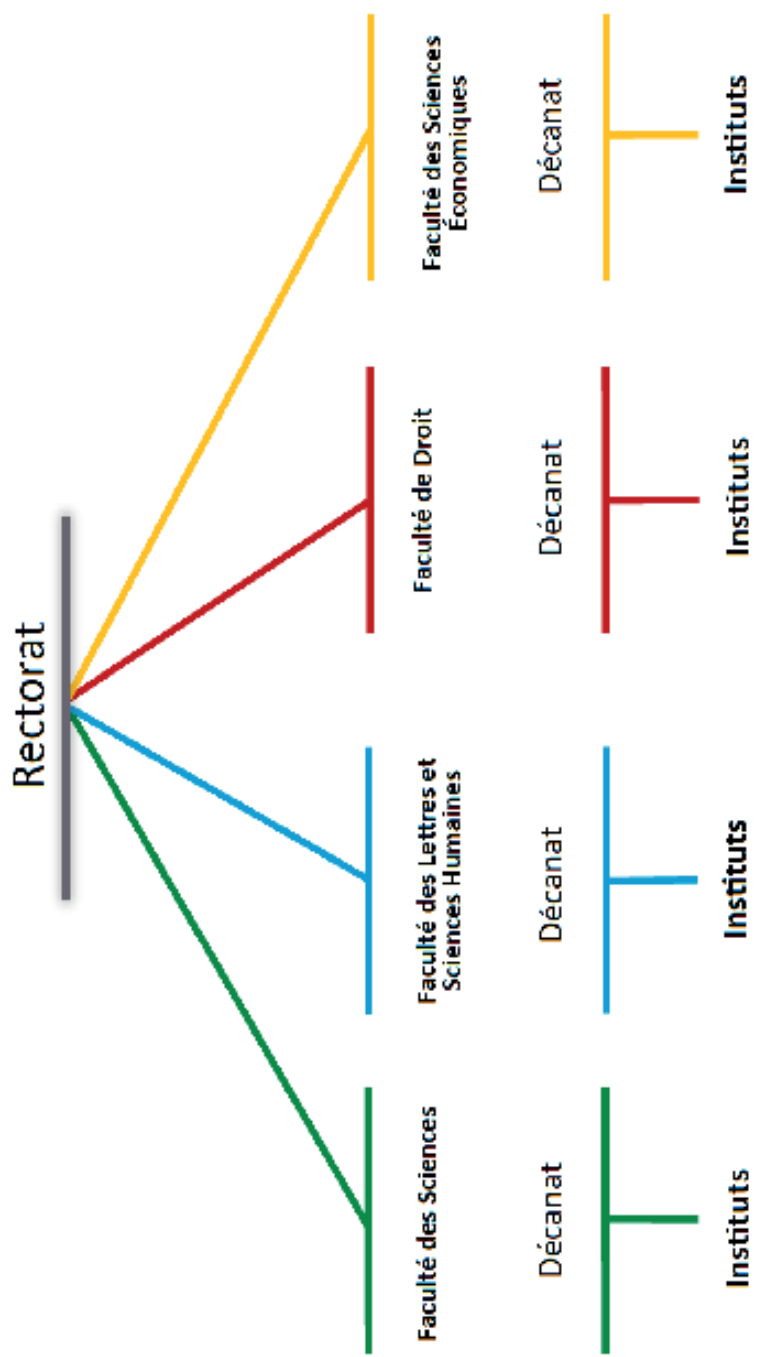 Rectorat
Faculté des Sciences
Faculté des Lettres et
Sciences Humaines
Faculté de Droit
Faculté des Sciences
Économiques
Décanat
Décanat
Décanat
Décanat
Instituts
Instituts
Instituts
Instituts